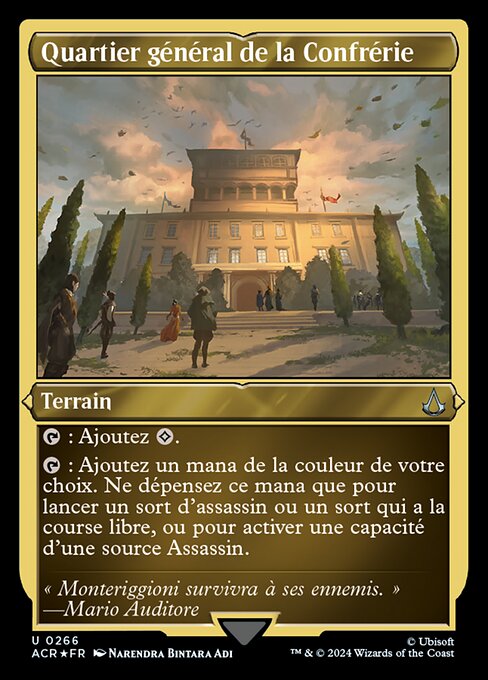 Quartier général de la Confrérie
Terrain
: Ajoutez .
: Ajoutez un mana de la couleur de votre
choix. Ne dépensez ce mana que pour
lancer un sort d'assassin ou un sort qui a la
course libre, ou pour activer une capacité
d'une source Assassin.
« Monteriggioni survivra à ses ennemis. »
—Mario Auditore
U 0266
ACR★FR Narendra Bintara Adi
© Ubisoft
™ & © 2024 Wizards of the Coast